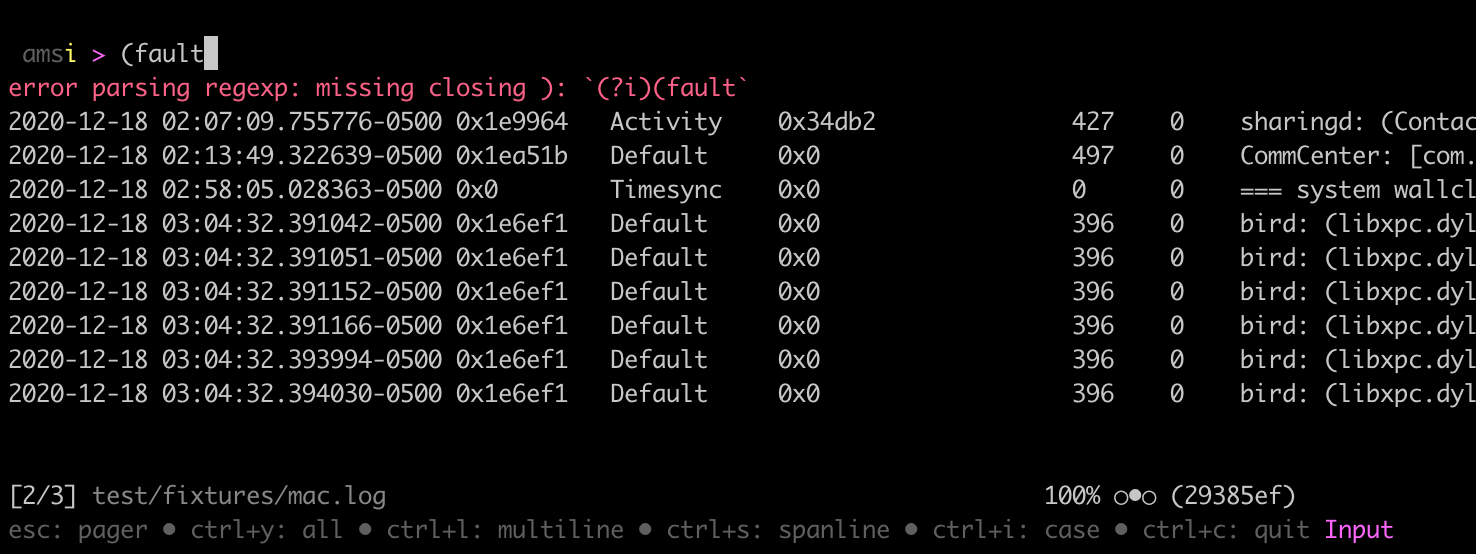 amsi > (fault
error parsing regexp: missing closing ): `(?i)(fault`
2020-12-18 02:07:09.755776-0500 0x1e9964   Activity    0x34db2              427    0    sharingd: (Contac
2020-12-18 02:13:49.322639-0500 0x1ea51b   Default     0x0                  497    0    CommCenter: [com.
2020-12-18 02:58:05.028363-0500 0x0        Timesync    0x0                  0      0    === system wallcl
2020-12-18 03:04:32.391042-0500 0x1e6ef1   Default     0x0                  396    0    bird: (libxpc.dyl
2020-12-18 03:04:32.391051-0500 0x1e6ef1   Default     0x0                  396    0    bird: (libxpc.dyl
2020-12-18 03:04:32.391152-0500 0x1e6ef1   Default     0x0                  396    0    bird: (libxpc.dyl
2020-12-18 03:04:32.391166-0500 0x1e6ef1   Default     0x0                  396    0    bird: (libxpc.dyl
2020-12-18 03:04:32.393994-0500 0x1e6ef1   Default     0x0                  396    0    bird: (libxpc.dyl
2020-12-18 03:04:32.394030-0500 0x1e6ef1   Default     0x0                  396    0    bird: (libxpc.dyl
[2/3] test/fixtures/mac.log                                               100% ○●○ (29385ef)
esc: pager ● ctrl+y: all ● ctrl+l: multiline ● ctrl+s: spanline ● ctrl+i: case ● ctrl+c: quit Input